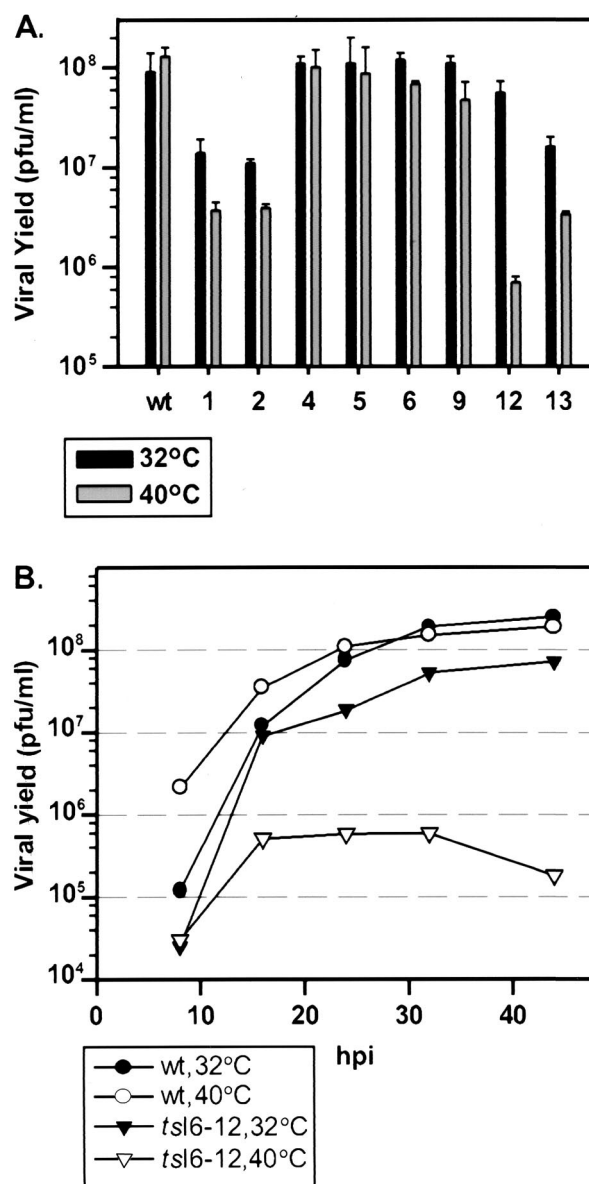 A.
Viral Yield (pfu/ml)
10⁸
10⁷
10⁶
10⁵
wt 1 2 4 5 6 9 12 13
32°C
40°C
B.
Viral yield (pfu/ml)
10⁸
10⁷
10⁶
10⁵
10⁴
0 10 20 30 40
hpi
wt,32°C
wt,40°C
tsl6-12,32°C
tsl6-12,40°C